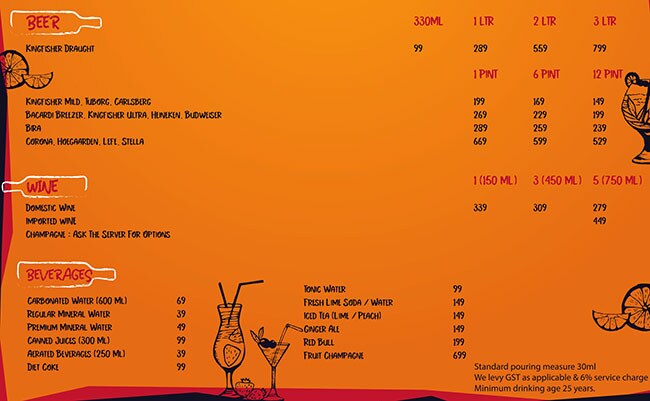 BEER 330ML 1 LTR 2 LTR 3 LTR
KINGFISHER DRAUGHT 99 289 559 799
1 PINT 6 PINT 12 PINT
KINGFISHER MILD, TUBORG, CARLSBERG 199 169 149
BACARDI BREEZER, KINGFISHER ULTRA, HEINEKEN, BUDWEISER 269 229 199
BIRA 289 259 239
CORONA, HOEGAARDEN, LEFE, STELLA 669 599 529
WINE 1 (150 ML) 3 (450 ML) 5 (750 ML)
DOMESTIC WINE 339 309 279
IMPORTED WINE 449
CHAMPAGNE : ASK THE SERVER FOR OPTIONS
BEVERAGES
CARBONATED WATER (600 ML) 69
REGULAR MINERAL WATER 39
PREMIUM MINERAL WATER 49
CANNED JUICES (300 ML) 99
AERATED BEVERAGES (250 ML) 39
DIET COKE 99
TONIC WATER 99
FRESH LIME SODA / WATER 149
ICED TEA (LIME / PEACH) 149
GINGER ALE 149
RED BULL 199
FRUIT CHAMPAGNE 699
Standard pouring measure 30ml
We levy GST as applicable & 6% service charge
Minimum drinking age 25 years.